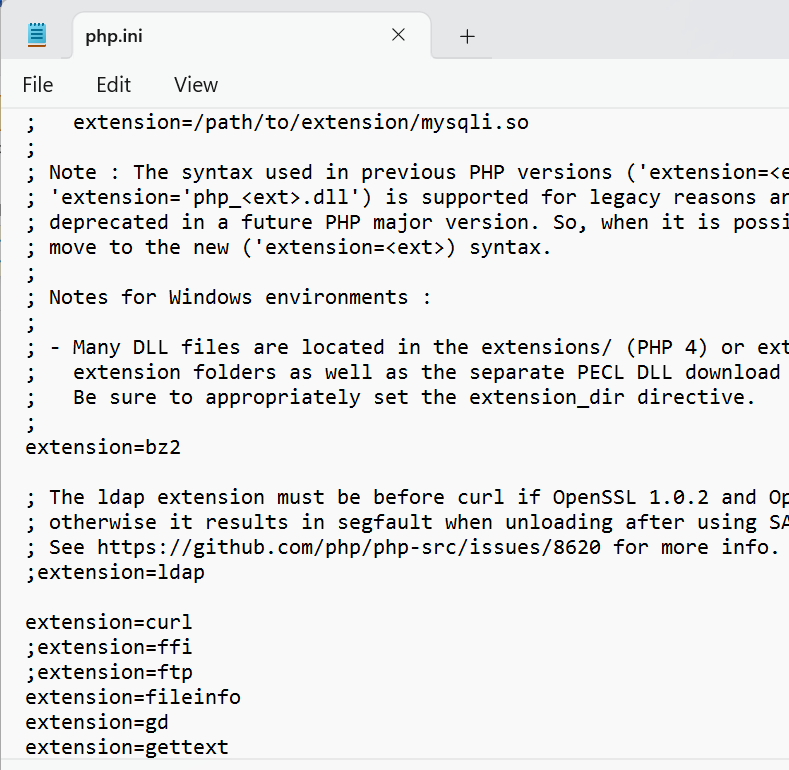 php.ini
File Edit View
;   extension=/path/to/extension/mysqli.so
;
; Note : The syntax used in previous PHP versions ('extension=<e
; 'extension='php_<ext>.dll') is supported for legacy reasons
; deprecated in a future PHP major version. So, when it is possi
; move to the new ('extension=<ext>) syntax.
;
; Notes for Windows environments :
;
; - Many DLL files are located in the extensions/ (PHP 4) or ext
;   extension folders as well as the separate PECL DLL download
;   Be sure to appropriately set the extension_dir directive.
;
extension=bz2
; The ldap extension must be before curl if OpenSSL 1.0.2 and Op
; otherwise it results in segfault when unloading after using SA
; See https://github.com/php/php-src/issues/8620 for more info.
;extension=ldap
extension=curl
;extension=ffi
;extension=ftp
extension=fileinfo
extension=gd
extension=gettext